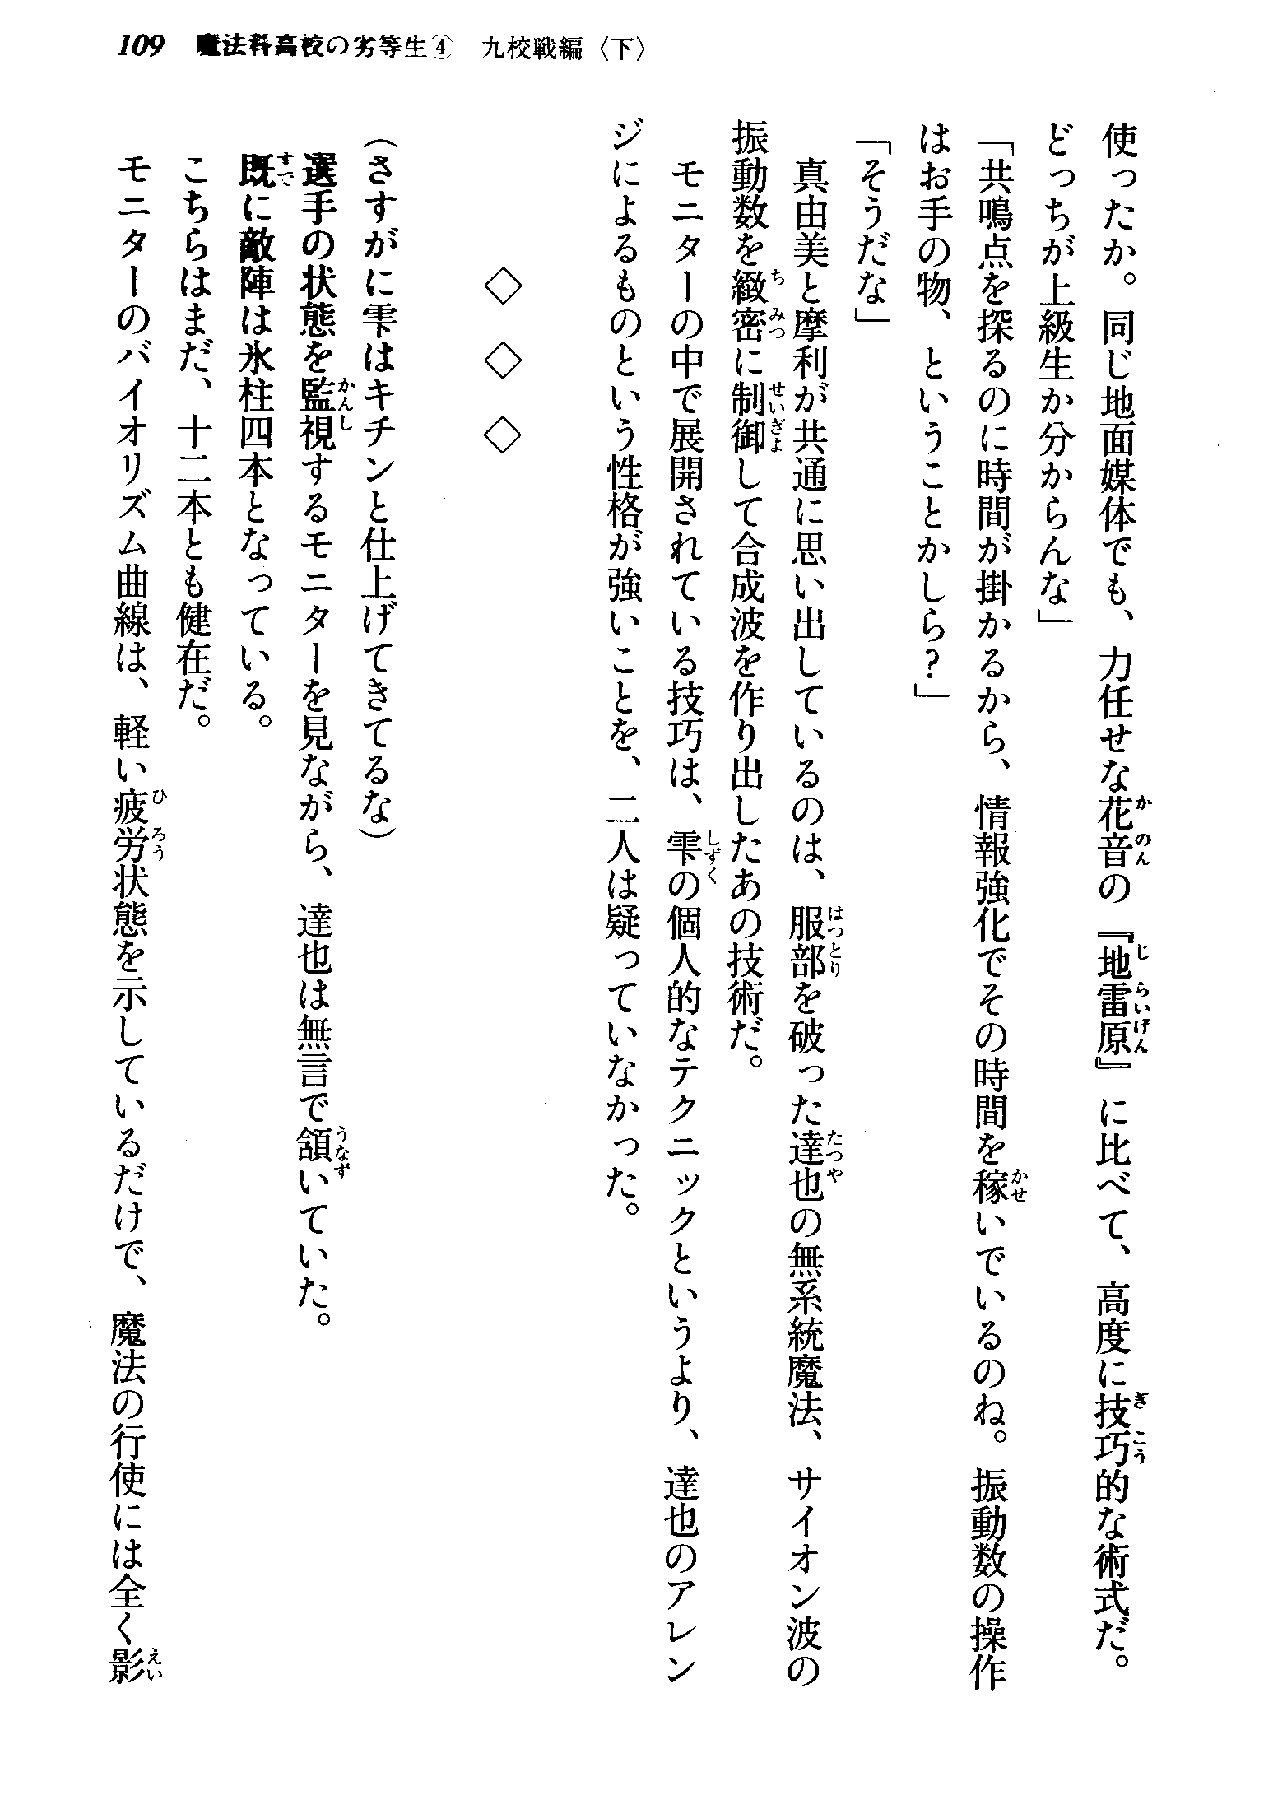 109　魔法科高校の劣等生④　九校戦編〈下〉
使ったか。同じ地面媒体でも、力任せな花音の『地雷原』に比べて、高度に技巧的な術式だ。
どっちが上級生か分からんな」
「共鳴点を探るのに時間が掛かるから、情報強化でその時間を稼いでいるのね。振動数の操作
はお手の物、ということかしら？」
「そうだな」
　真由美と摩利が共通に思い出しているのは、服部を破った達也の無系統魔法、サイオン波の
振動数を緻密に制御して合成波を作り出したあの技術だ。
　モニターの中で展開されている技巧は、雫の個人的なテクニックというより、達也のアレン
ジによるものという性格が強いことを、二人は疑っていなかった。
◇　◇　◇
（さすがに雫はキチンと仕上げてきてるな）
　選手の状態を監視するモニターを見ながら、達也は無言で頷いていた。
　既に敵陣は氷柱四本となっている。
　こちらはまだ、十二本とも健在だ。
　モニターのバイオリズム曲線は、軽い疲労状態を示しているだけで、魔法の行使には全く影